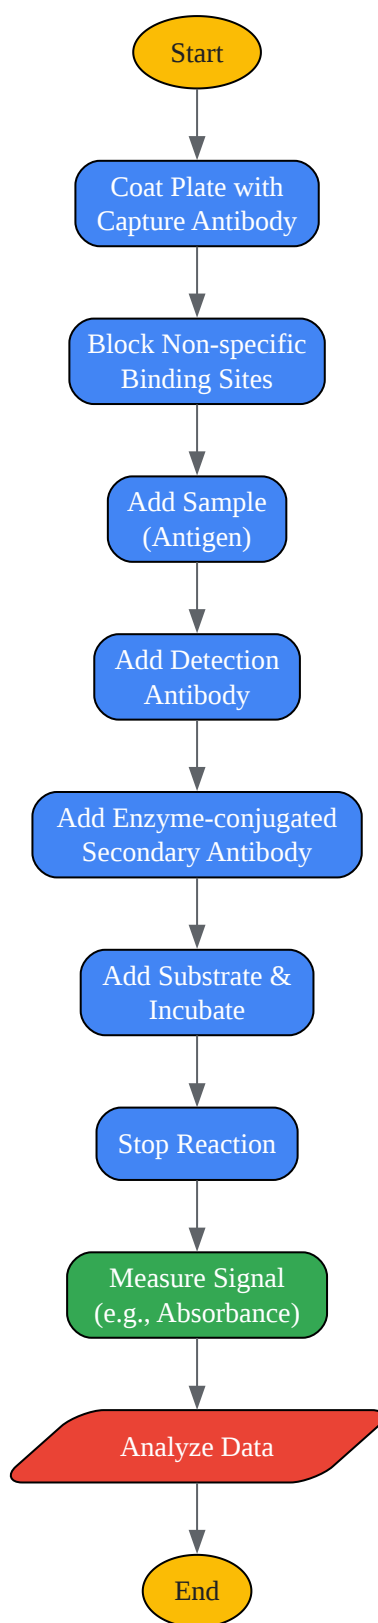 Start
Coat Plate with
Capture Antibody
Block Non-specific
Binding Sites
Add Sample
(Antigen)
Add Detection
Antibody
Add Enzyme-conjugated
Secondary Antibody
Add Substrate &
Incubate
Stop Reaction
Measure Signal
(e.g., Absorbance)
Analyze Data
End